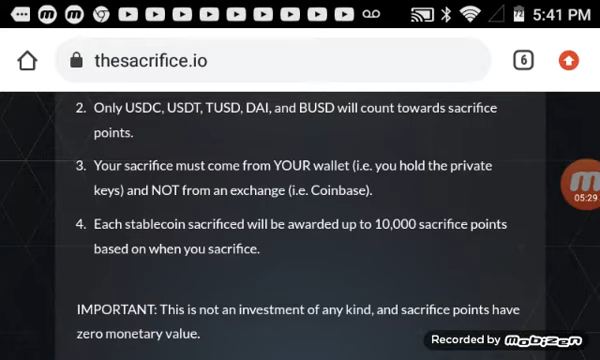 72
5:41 PM
thesacrifice.io
6
2. Only USDC, USDT, TUSD, DAI, and BUSD will count towards sacrifice
points.
3. Your sacrifice must come from YOUR wallet (i.e. you hold the private
keys) and NOT from an exchange (i.e. Coinbase).
05:29
4. Each stablecoin sacrificed will be awarded up to 10,000 sacrifice points
based on when you sacrifice.
IMPORTANT: This is not an investment of any kind, and sacrifice points have
zero monetary value.
Recorded by mobizen